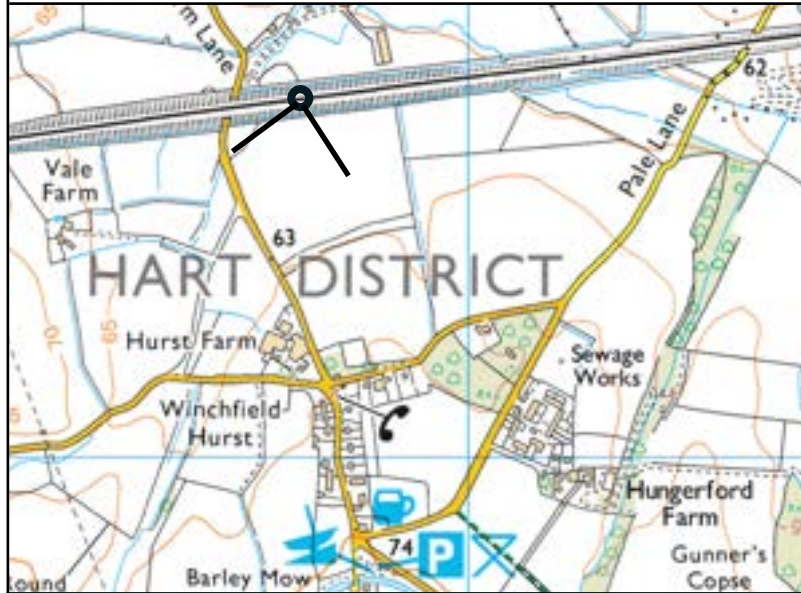 m Lane
62
Pale Lane
Vale
Farm
63
HART DISTRICT
65
70
Hurst Farm
Sewage
Works
Winchfield
Hurst
Hungerford
Farm
74
P
Gunner's
Copse
Barley Mow
ound